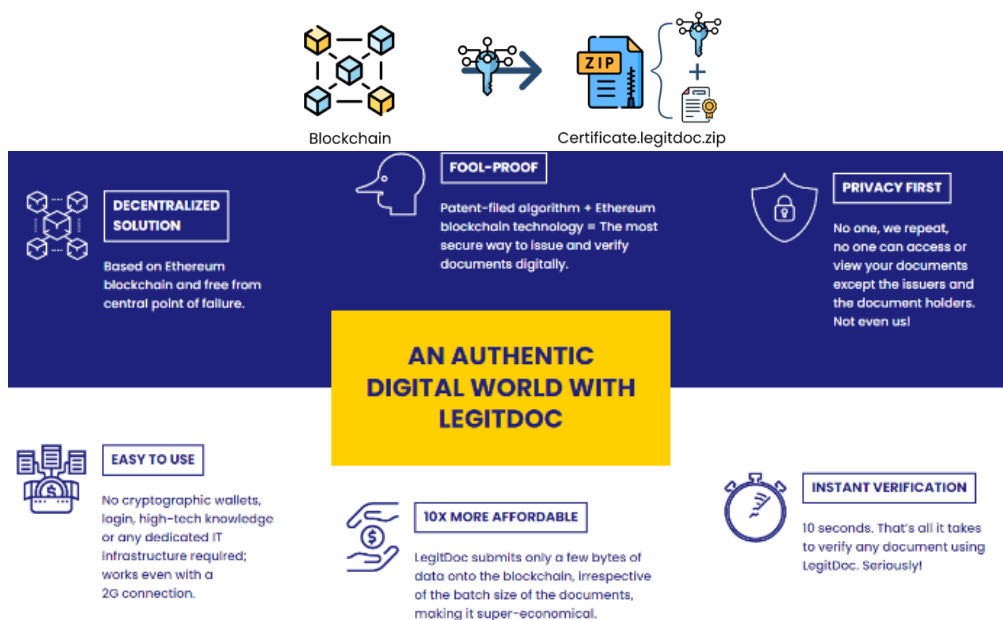 ZIP
+
Blockchain
Certificate.legitdoc.zip
DECENTRALIZED
SOLUTION
Based on Ethereum
blockchain and free from
central point of failure.
FOOL-PROOF
Patent-filed algorithm + Ethereum
blockchain technology = The most
secure way to issue and verify
documents digitally.
PRIVACY FIRST
No one, we repeat,
no one can access or
view your documents
except the issuers and
the document holders.
Not even us!
AN AUTHENTIC
DIGITAL WORLD WITH
LEGITDOC
EASY TO USE
No cryptographic wallets,
login, high-tech knowledge
or any dedicated IT
infrastructure required;
works even with a
2G connection.
$
10X MORE AFFORDABLE
LegitDoc submits only a few bytes of
data onto the blockchain, irrespective
of the batch size of the documents,
making it super-economical.
$
INSTANT VERIFICATION
10 seconds. That's all it takes
to verify any document using
LegitDoc. Seriously!